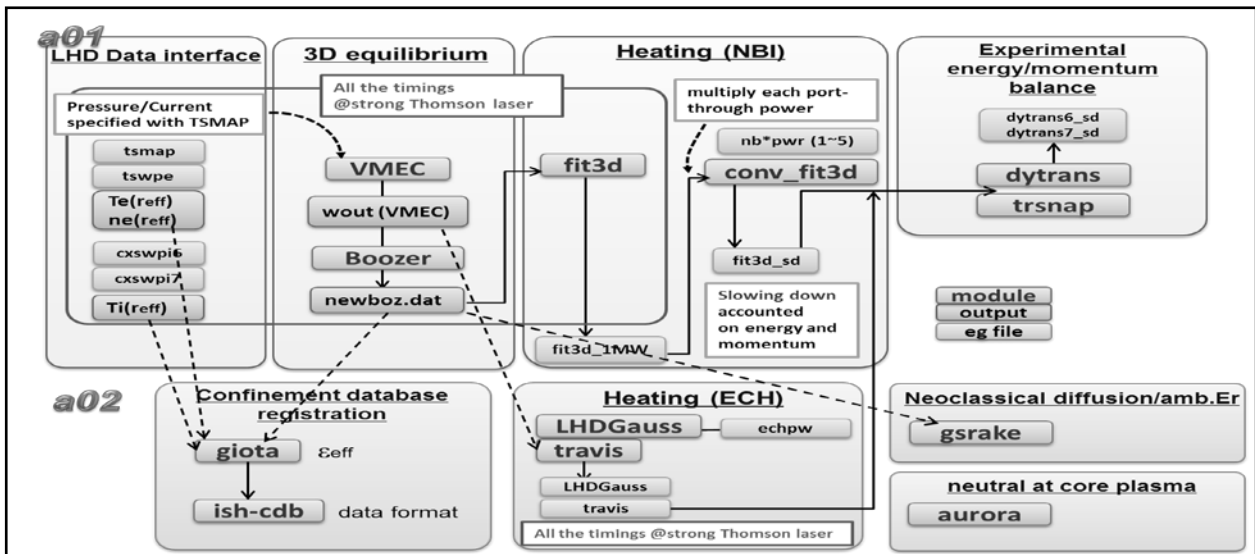 a01
LHD Data interface
Pressure/Current
specified with TSMAP
tsmap
tswpe
Te(reff)
ne(reff)
cxswpi6
cxswpi7
Ti(reff)
3D equilibrium
All the timings
@strong Thomson laser
VMEC
wout (VMEC)
Boozer
newboz.dat
Heating (NBI)
multiply each port-
through power
nb*pwr (1~5)
fit3d
conv_fit3d
fit3d_sd
Slowing down
accounted
on energy and
momentum
fit3d_1MW
Experimental
energy/momentum
balance
dytrans6_sd
dytrans7_sd
dytrans
trsnap
module
output
eg file
a02
Confinement database
registration
giota
εeff
ish-cdb
data format
Heating (ECH)
LHDGauss
echpw
travis
LHDGauss
travis
All the timings @strong Thomson laser
Neoclassical diffusion/amb.Er
gsrake
neutral at core plasma
aurora